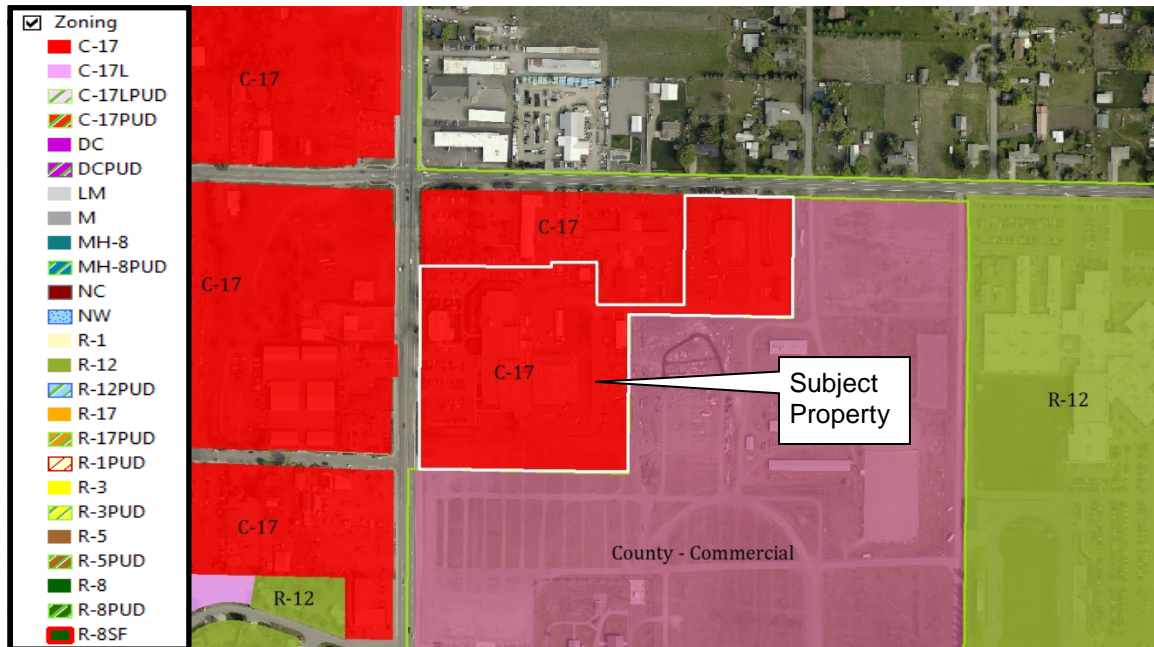 Zoning
C-17
C-17L
C-17LPUD
C-17PUD
DC
DCPUD
LM
M
MH-8
MH-8PUD
NC
NW
R-1
R-12
R-12PUD
R-17
R-17PUD
R-1PUD
R-3
R-3PUD
R-5
R-5PUD
R-8
R-8PUD
R-8SF
C-17
C-17
C-17
C-17
Subject
Property
R-12
C-17
County - Commercial
R-12